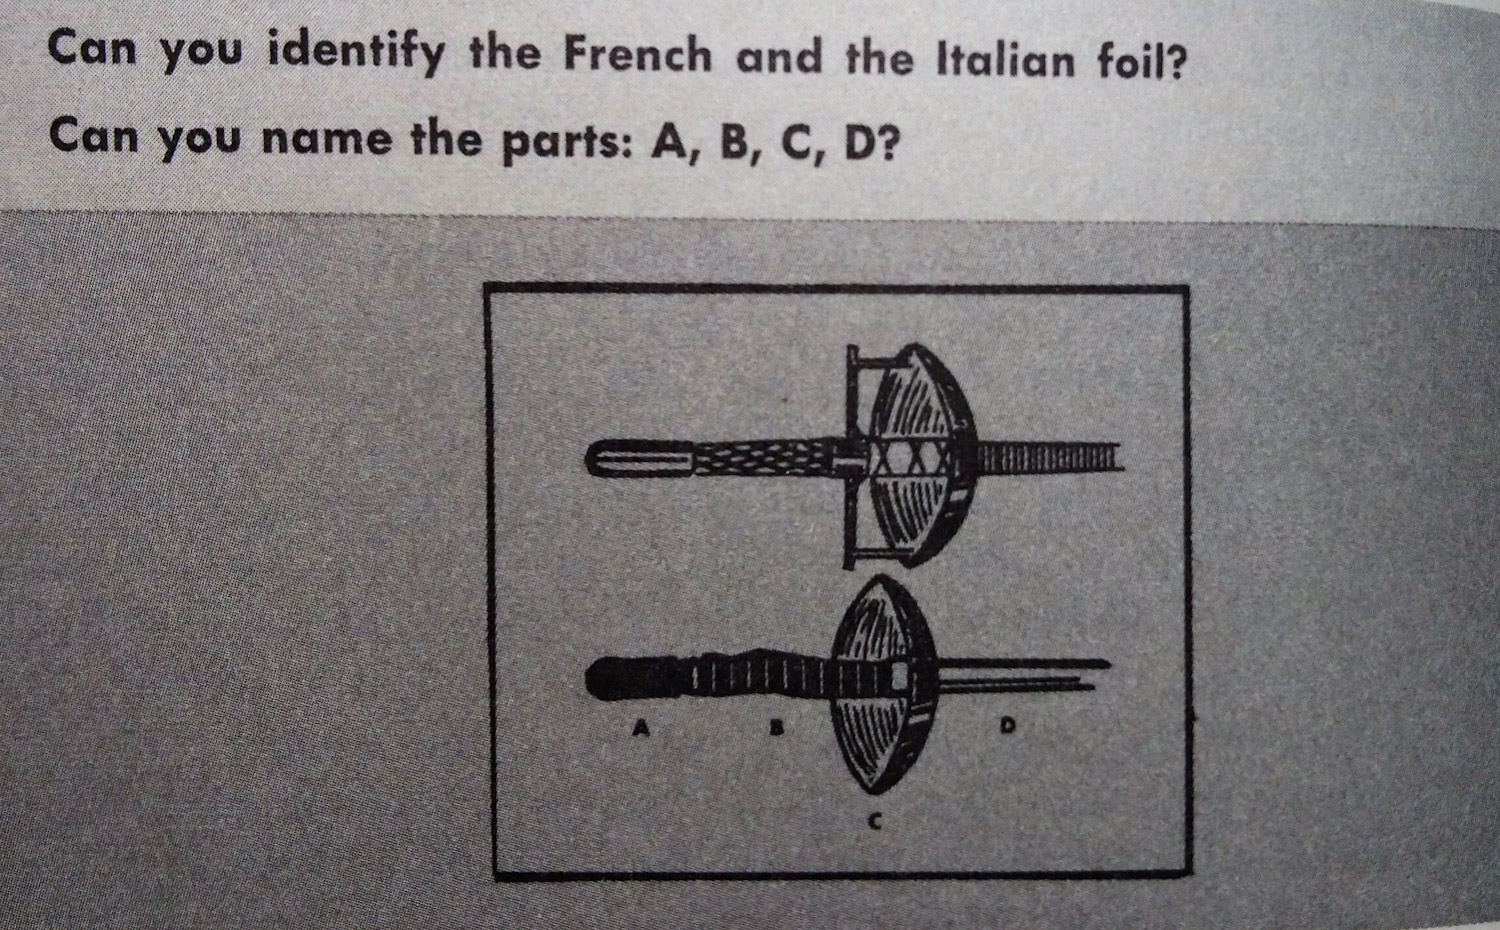 Can you identify the French and the Italian foil?
Can you name the parts: A, B, C, D?
A B D
C